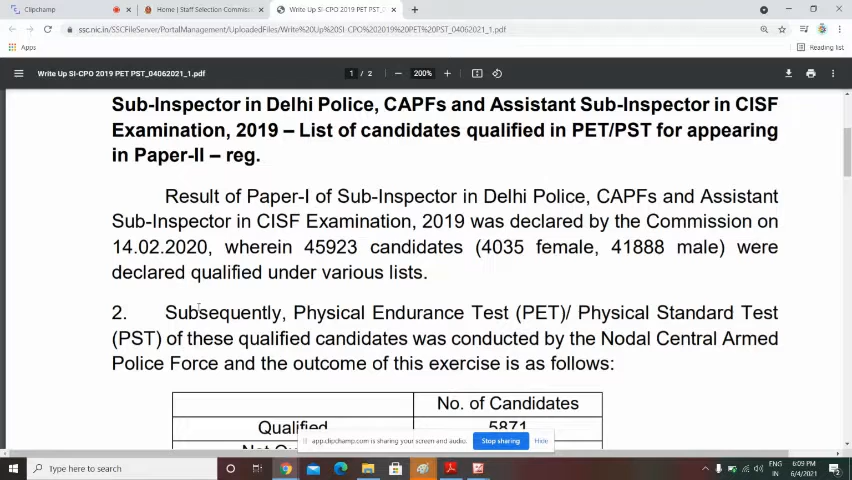 Clipchamp
Home | Staff Selection Commissi
Write Up SI-CPO 2019 PET PST_
ssc.nic.in/SSCFileServer/PortalManagement/UploadedFiles/Write%20Up%20SI-CPO%202019%20PET%20PST_04062021_1.pdf
Apps
Reading list
Write Up SI-CPO 2019 PET PST_04062021_1.pdf
1 / 2
200%
Sub-Inspector in Delhi Police, CAPFs and Assistant Sub-Inspector in CISF
Examination, 2019 – List of candidates qualified in PET/PST for appearing
in Paper-II – reg.
Result of Paper-I of Sub-Inspector in Delhi Police, CAPFs and Assistant
Sub-Inspector in CISF Examination, 2019 was declared by the Commission on
14.02.2020, wherein 45923 candidates (4035 female, 41888 male) were
declared qualified under various lists.
2. Subsequently, Physical Endurance Test (PET)/ Physical Standard Test
(PST) of these qualified candidates was conducted by the Nodal Central Armed
Police Force and the outcome of this exercise is as follows:
No. of Candidates
Qualified 5871
app.clipchamp.com is sharing your screen and audio.
Stop sharing
Hide
Type here to search
ENG
IN
6:09 PM
6/4/2021
2